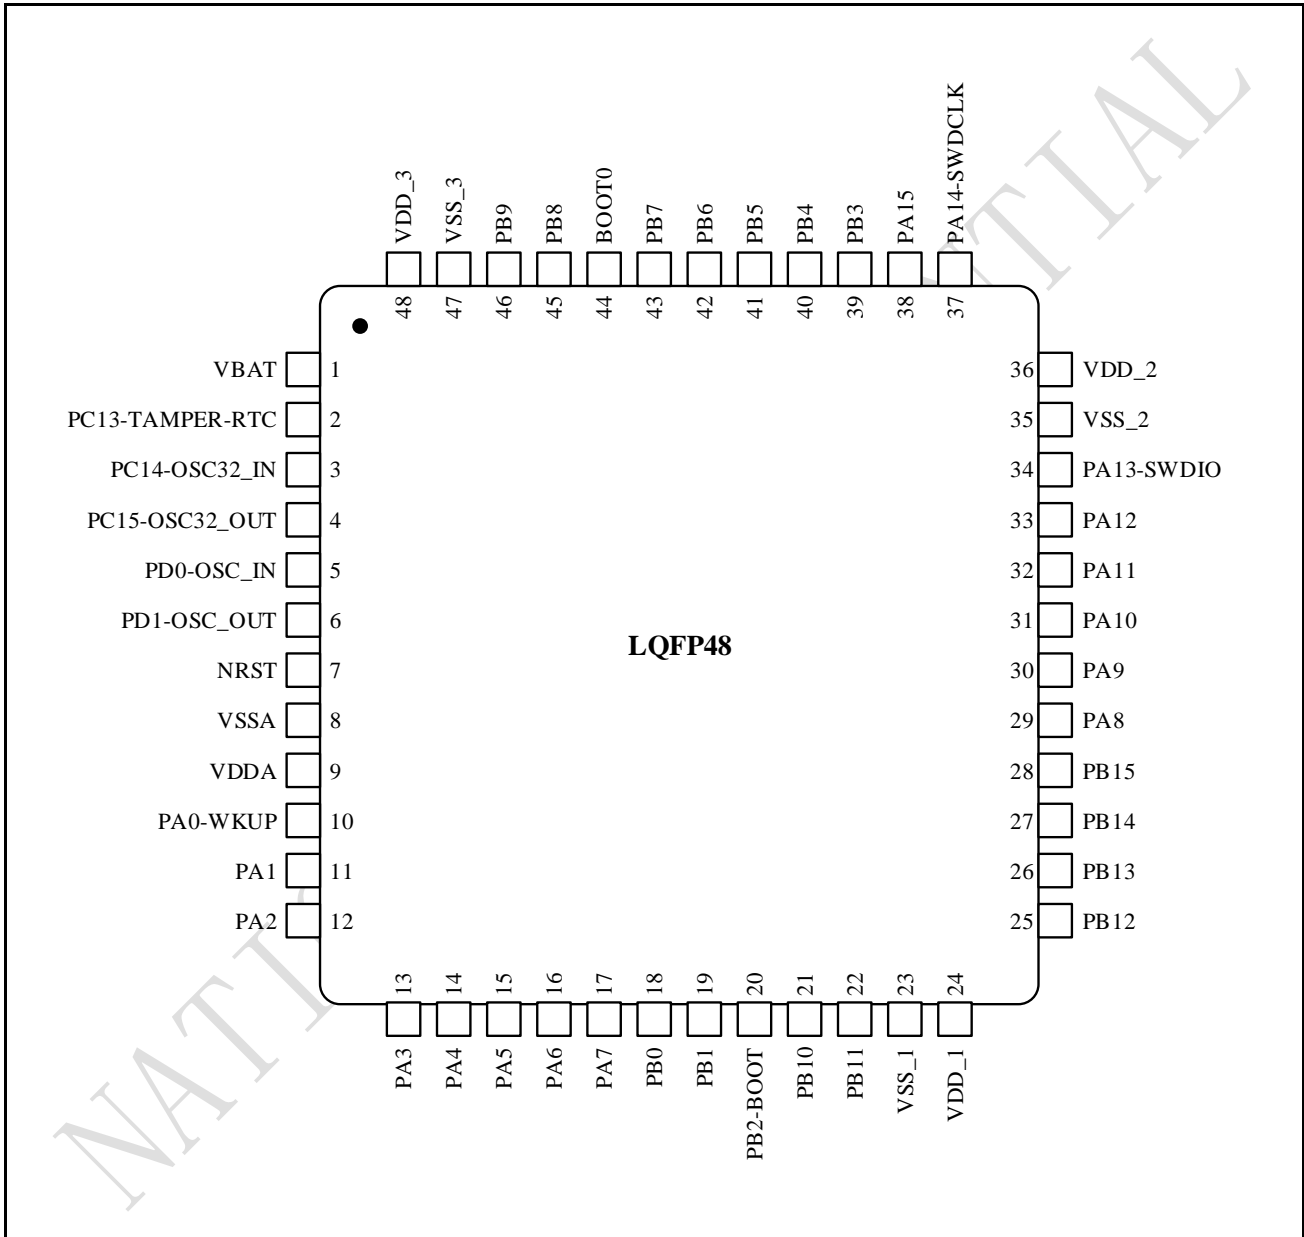 VDD_3
VSS_3
PB9
PB8
BOOT0
PB7
PB6
PB5
PB4
PB3
PA15
PA14-SWDCLK
48
47
46
45
44
43
42
41
40
39
38
37
VBAT 1
PC13-TAMPER-RTC 2
PC14-OSC32_IN 3
PC15-OSC32_OUT 4
PD0-OSC_IN 5
PD1-OSC_OUT 6
NRST 7
VSSA 8
VDDA 9
PA0-WKUP 10
PA1 11
PA2 12
LQFP48
36 VDD_2
35 VSS_2
34 PA13-SWDIO
33 PA12
32 PA11
31 PA10
30 PA9
29 PA8
28 PB15
27 PB14
26 PB13
25 PB12
13
14
15
16
17
18
19
20
21
22
23
24
PA3
PA4
PA5
PA6
PA7
PB0
PB1
PB2-BOOT
PB10
PB11
VSS_1
VDD_1